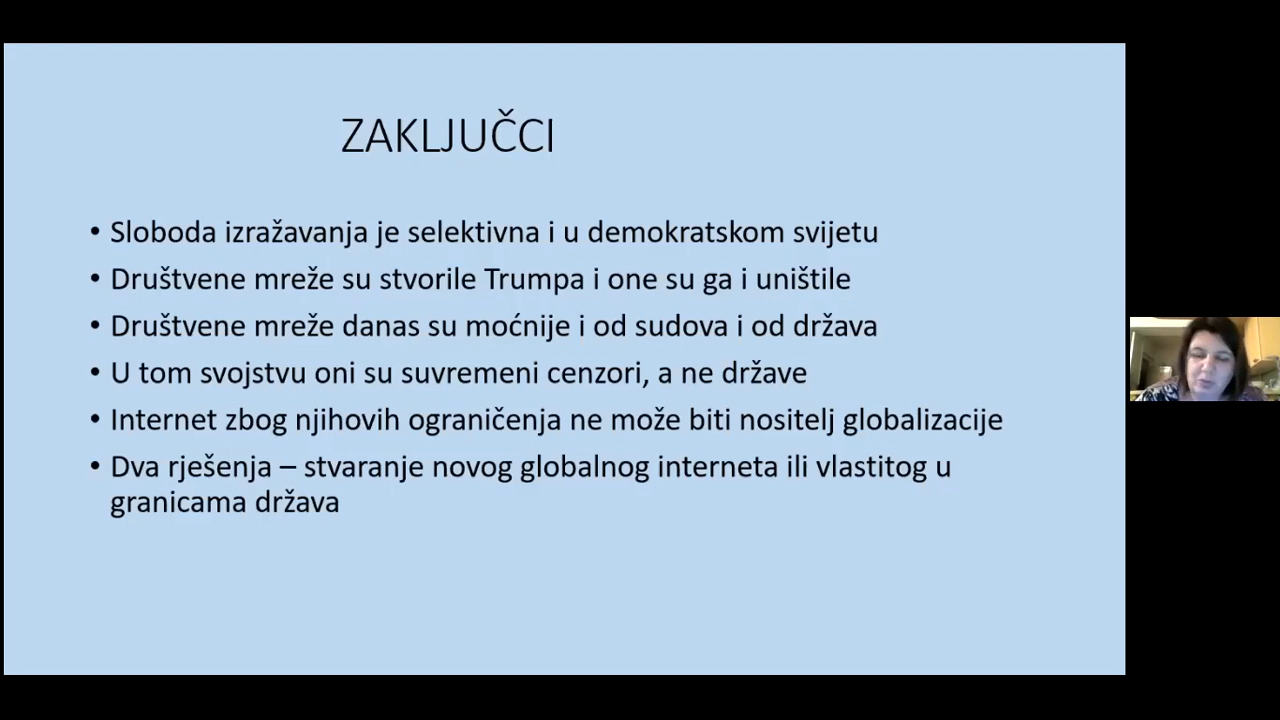 ZAKLJUČCI
• Sloboda izražavanja je selektivna i u demokratskom svijetu
• Društvene mreže su stvorile Trumpa i one su ga i uništile
• Društvene mreže danas su moćnije i od sudova i od država
• U tom svojstvu oni su suvremeni cenzori, a ne države
• Internet zbog njihovih ograničenja ne može biti nositelj globalizacije
• Dva rješenja – stvaranje novog globalnog interneta ili vlastitog u
granicama država